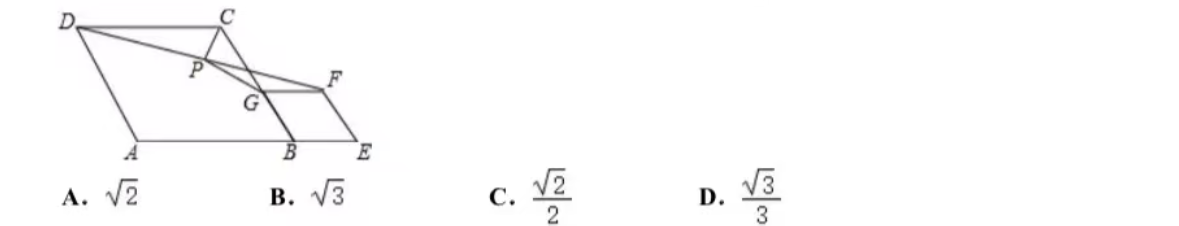 D C
P F
G
A B E
A. √2 B. √3 C. √2/2 D. √3/3